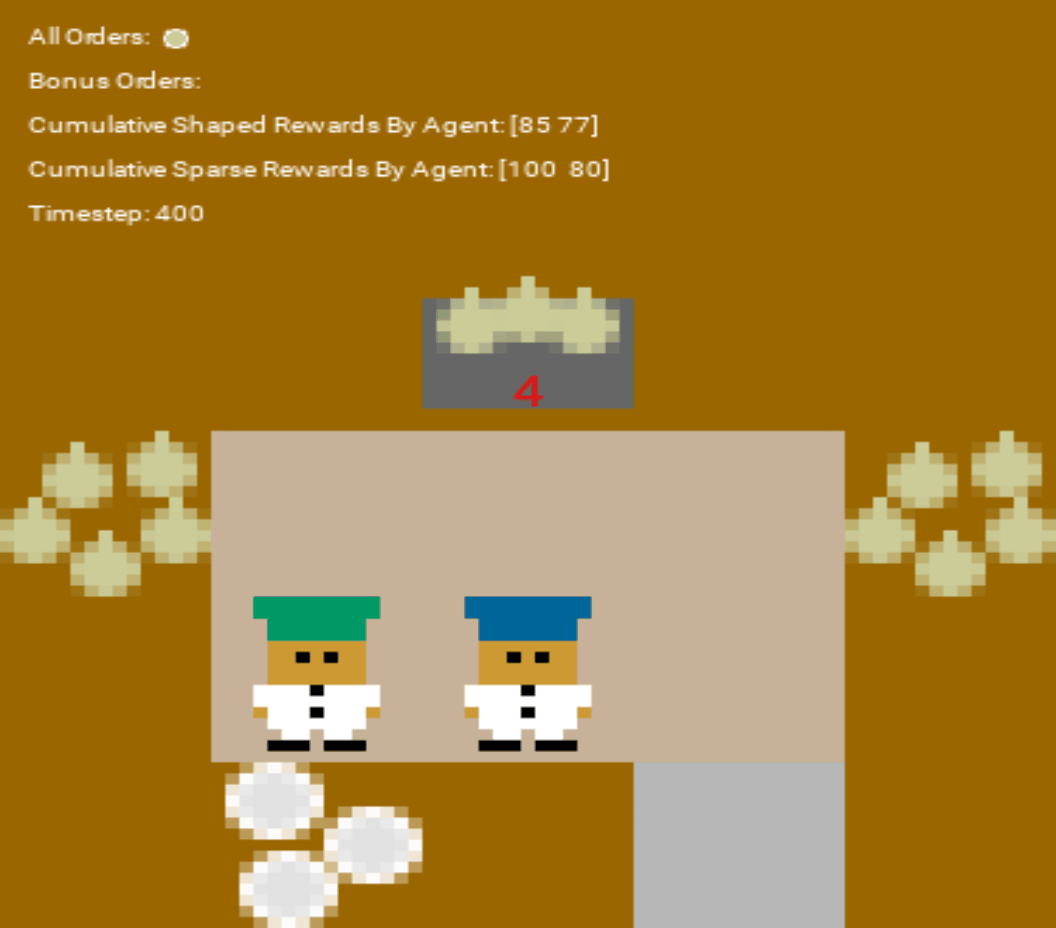 All Orders:
Bonus Orders:
Cumulative Shaped Rewards By Agent: [85 77]
Cumulative Sparse Rewards By Agent: [100  80]
Timestep: 400
4